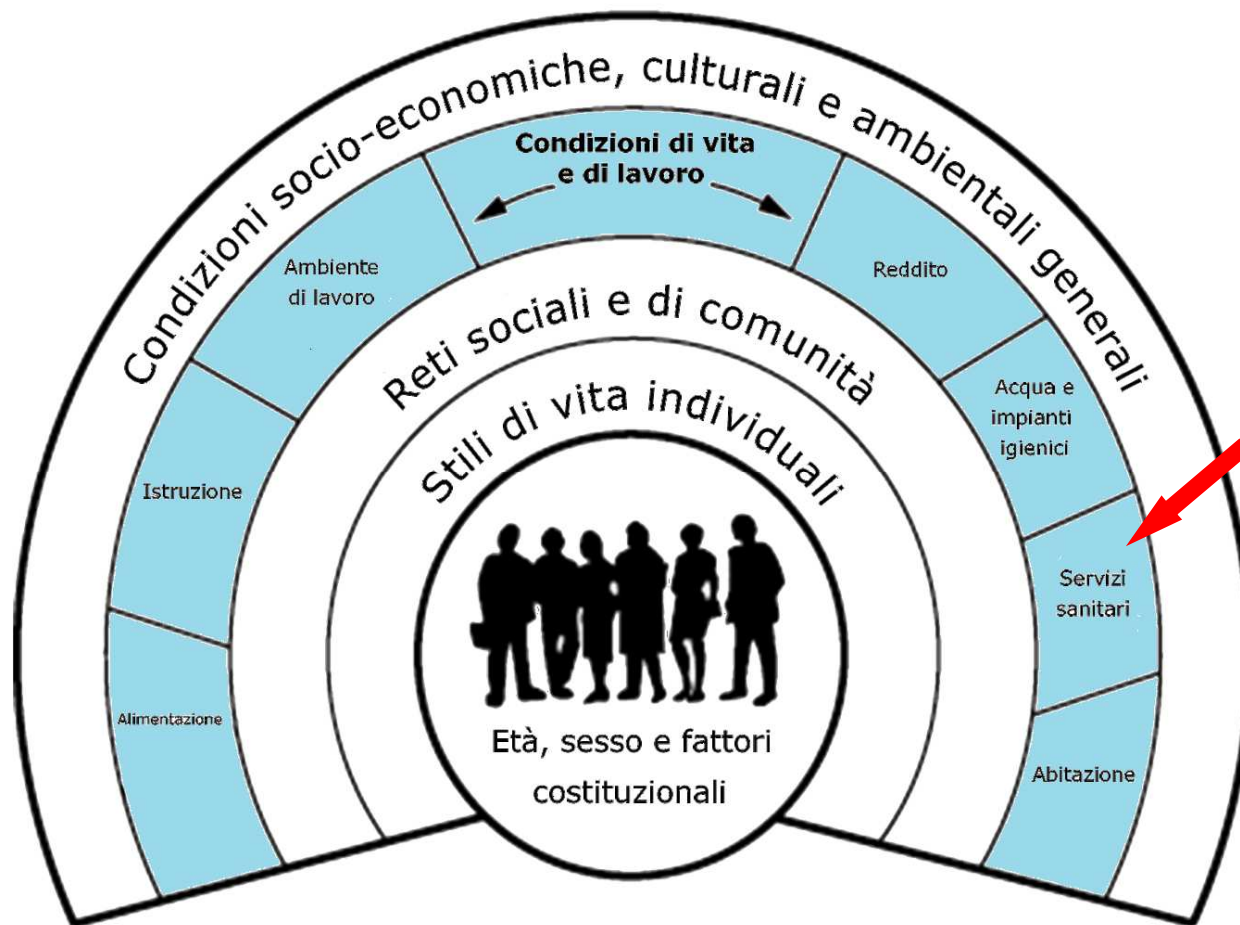 Condizioni socio-economiche, culturali e ambientali generali
Condizioni di vita
e di lavoro
Ambiente
di lavoro
Reddito
Reti sociali e di comunità
Acqua e
impianti
igienici
Stili di vita individuali
Istruzione
Servizi
sanitari
Alimentazione
Età, sesso e fattori
costituzionali
Abitazione